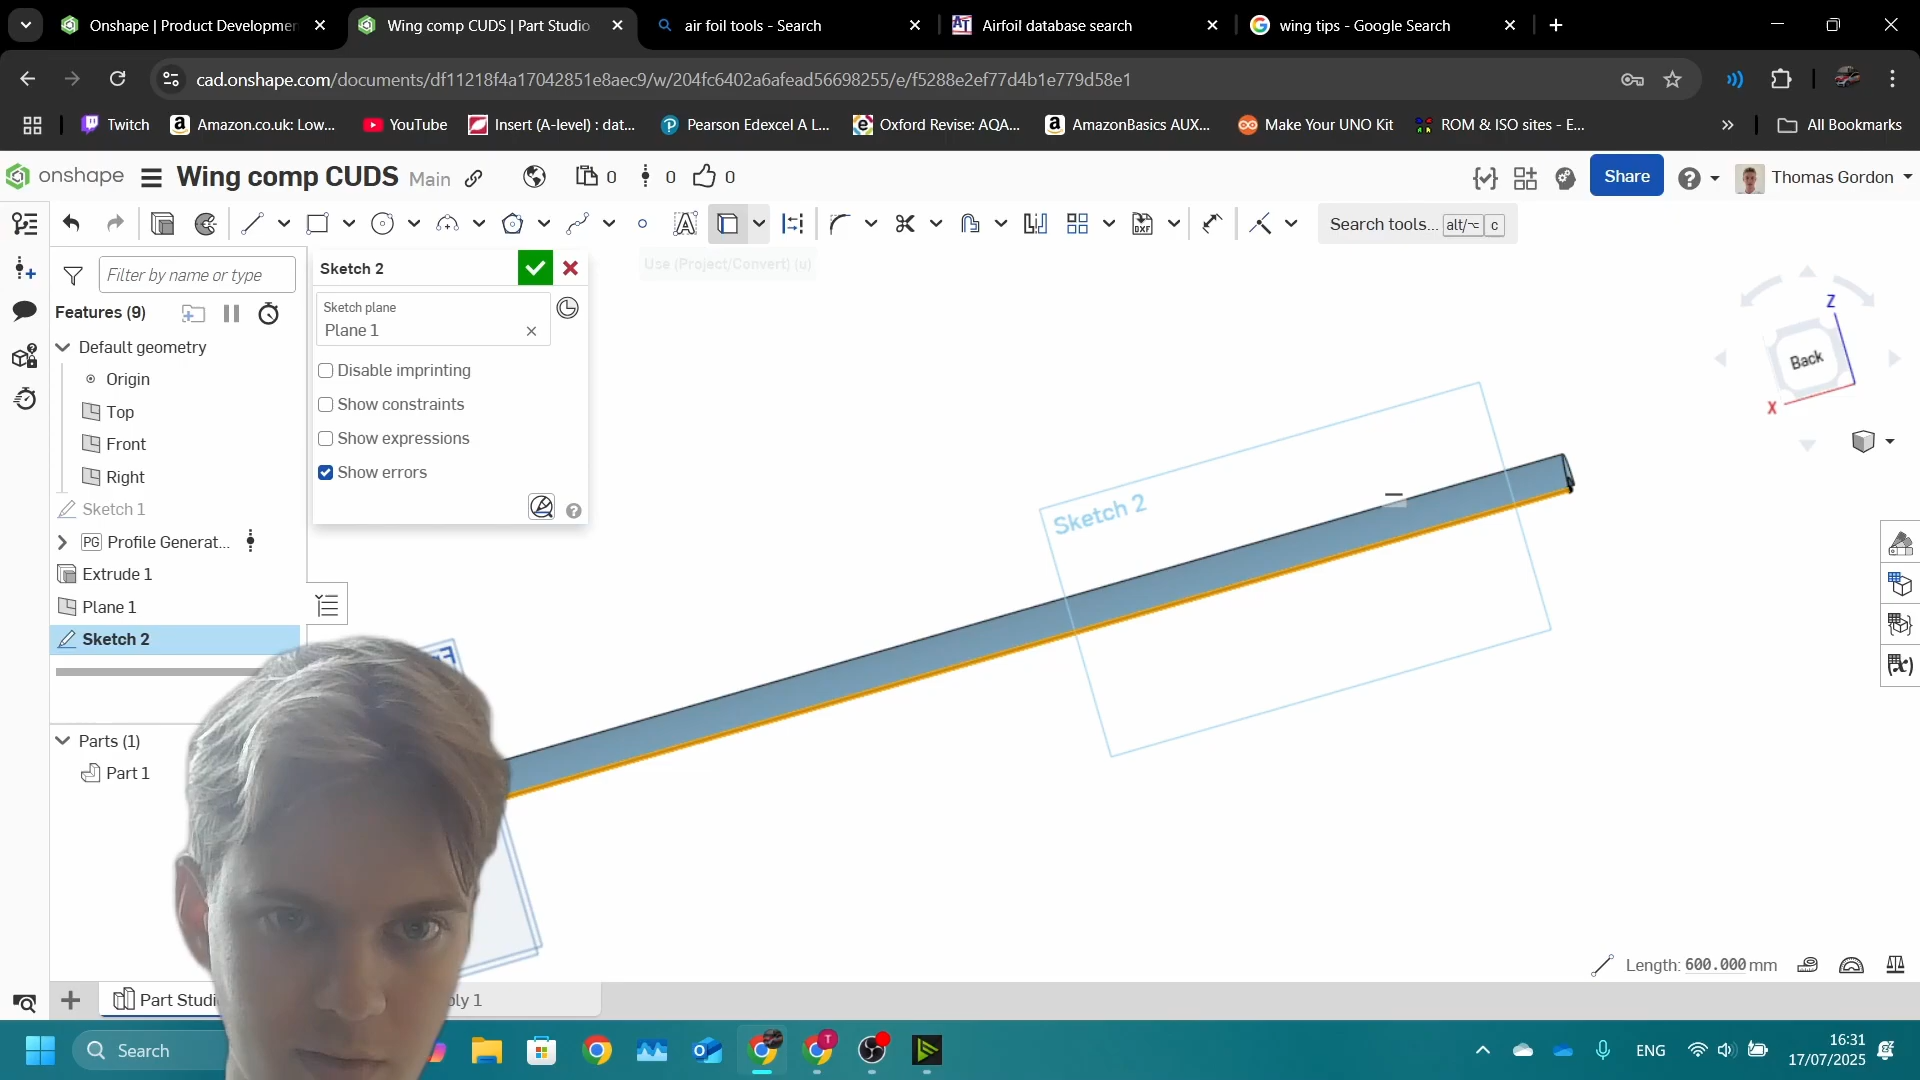 Onshape | Product Developmen
Wing comp CUDS | Part Studio
air foil tools - Search
Airfoil database search
wing tips - Google Search
cad.onshape.com/documents/df11218f4a17042851e8aec9/w/204fc6402a6afead56698255/e/f5288e2ef77d4b1e779d58e1
Twitch
Amazon.co.uk: Low...
YouTube
Insert (A-level) : dat...
Pearson Edexcel A L...
Oxford Revise: AQA...
AmazonBasics AUX...
Make Your UNO Kit
ROM & ISO sites - E...
All Bookmarks
onshape
Wing comp CUDS
Main
0
0
0
Share
Thomas Gordon
Search tools... alt/⌥ c
Use (Project/Convert) (u)
Filter by name or type
Features (9)
Default geometry
Origin
Top
Front
Right
Sketch 1
PG Profile Generat...
Extrude 1
Plane 1
Sketch 2
Parts (1)
Part 1
Sketch 2
Sketch plane
Plane 1
Disable imprinting
Show constraints
Show expressions
Show errors
Sketch 2
Z
Back
X
Length: 600.000 mm
Part Studi
bly 1
Search
ENG
16:31
17/07/2025